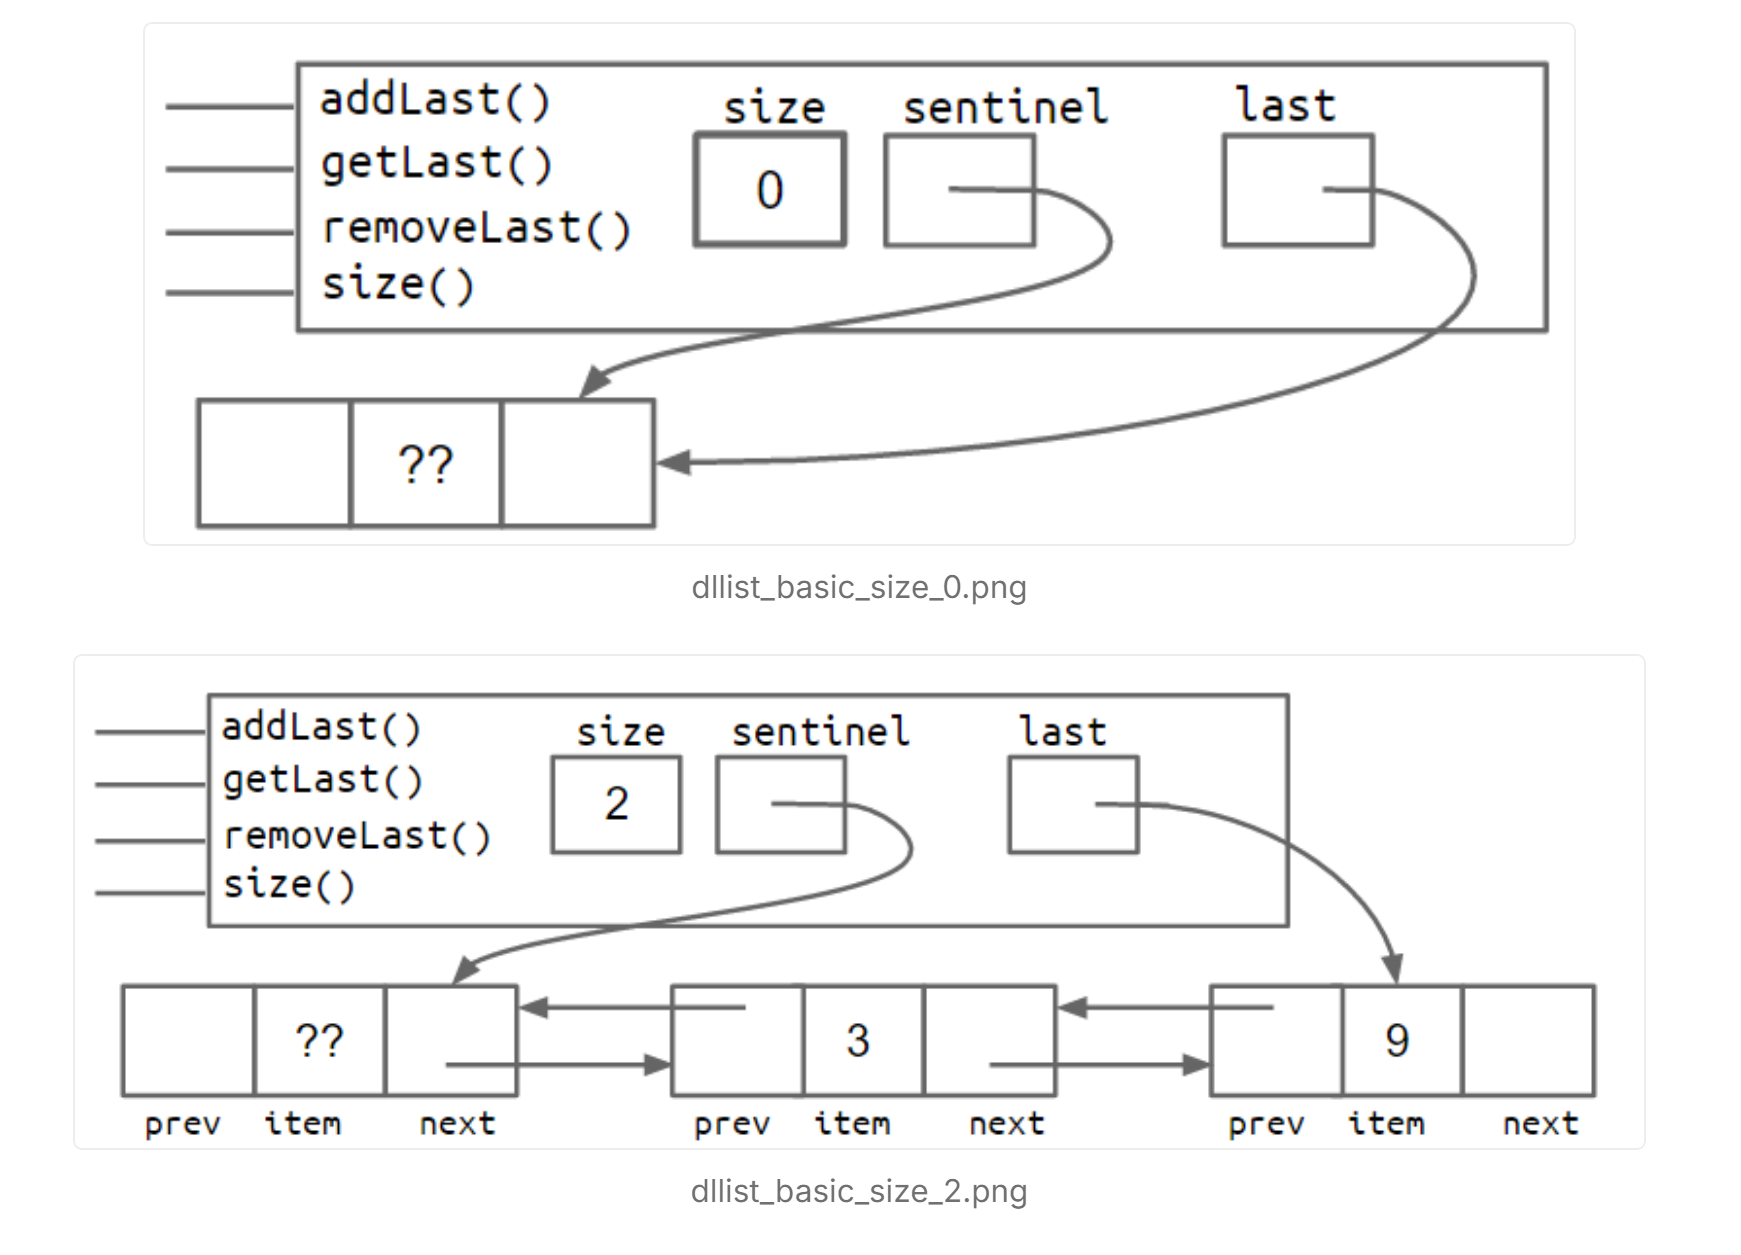 addLast() size sentinel last
getLast()
0
removeLast()
size()
??
dllist_basic_size_0.png
addLast() size sentinel last
getLast()
2
removeLast()
size()
?? 3 9
prev item next prev item next prev item next
dllist_basic_size_2.png